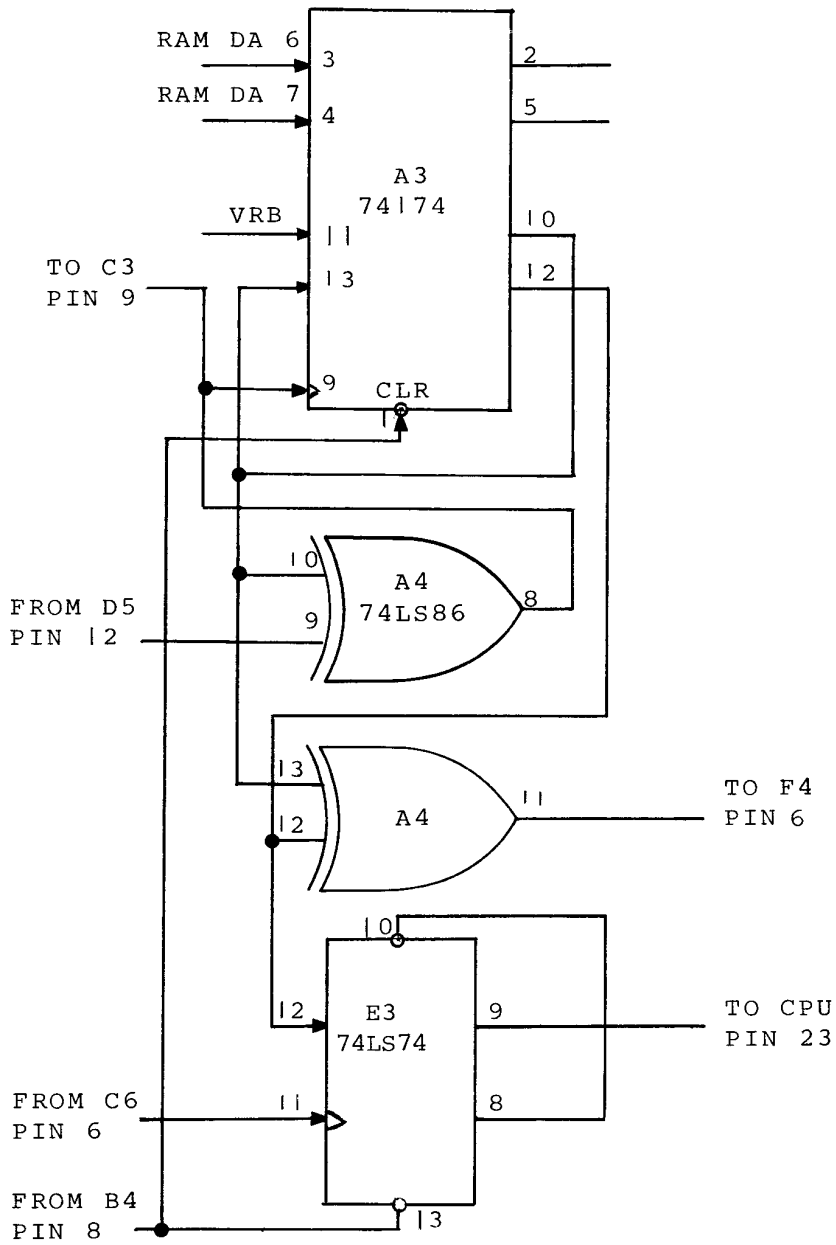 RAM DA 6
3
2
RAM DA 7
4
5
A3
74174
VRB
11
10
TO C3
PIN 9
13
12
9
CLR
1
10
A4
74LS86
8
FROM D5
PIN 12
9
13
12
A4
11
TO F4
PIN 6
10
12
E3
74LS74
9
TO CPU
PIN 23
FROM C6
PIN 6
11
8
FROM B4
PIN 8
13